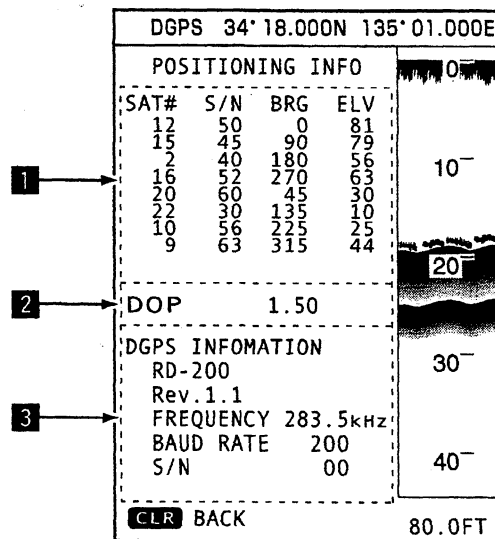 DGPS 34° 18.000N 135° 01.000E
POSITIONING INFO
SAT# S/N BRG ELV
12 50 0 81
15 45 90 79
2 40 180 56
16 52 270 63
20 60 45 30
22 30 135 10
10 56 225 25
9 63 315 44
1
2
DOP 1.50
DGPS INFOMATION
RD-200
Rev.1.1
3
FREQUENCY 283.5kHz
BAUD RATE 200
S/N 00
CLR BACK
0
10
20
30
40
80.0FT